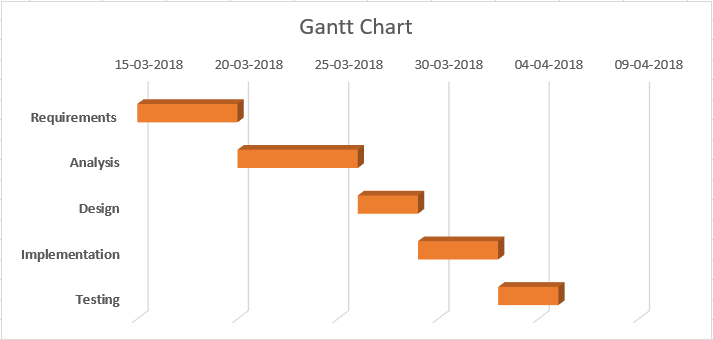 Gantt Chart
15-03-2018 20-03-2018 25-03-2018 30-03-2018 04-04-2018 09-04-2018
Requirements
Analysis
Design
Implementation
Testing